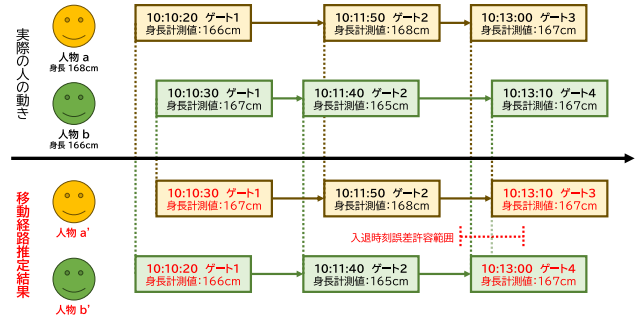 実際の人の動き
人物 a
身長 168cm
10:10:20 ゲート1
身長計測値:166cm
10:11:50 ゲート2
身長計測値:168cm
10:13:00 ゲート3
身長計測値:167cm
人物 b
身長 166cm
10:10:30 ゲート1
身長計測値:167cm
10:11:40 ゲート2
身長計測値:165cm
10:13:10 ゲート4
身長計測値:167cm
移動経路推定結果
人物 a'
10:10:30 ゲート1
身長計測値:167cm
10:11:50 ゲート2
身長計測値:168cm
10:13:10 ゲート3
身長計測値:167cm
入退時刻誤差許容範囲
人物 b'
10:10:20 ゲート1
身長計測値:166cm
10:11:40 ゲート2
身長計測値:165cm
10:13:00 ゲート4
身長計測値:167cm